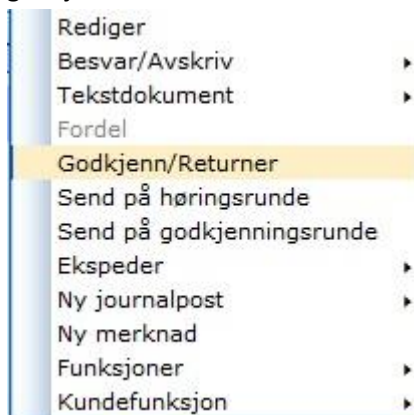 Rediger
Besvar/Avskriv
Tekstdokument
Fordel
Godkjenn/Returner
Send på høringsrunde
Send på godkjenningsrunde
Ekspeder
Ny journalpost
Ny merknad
Funksjoner
Kundefunksjon